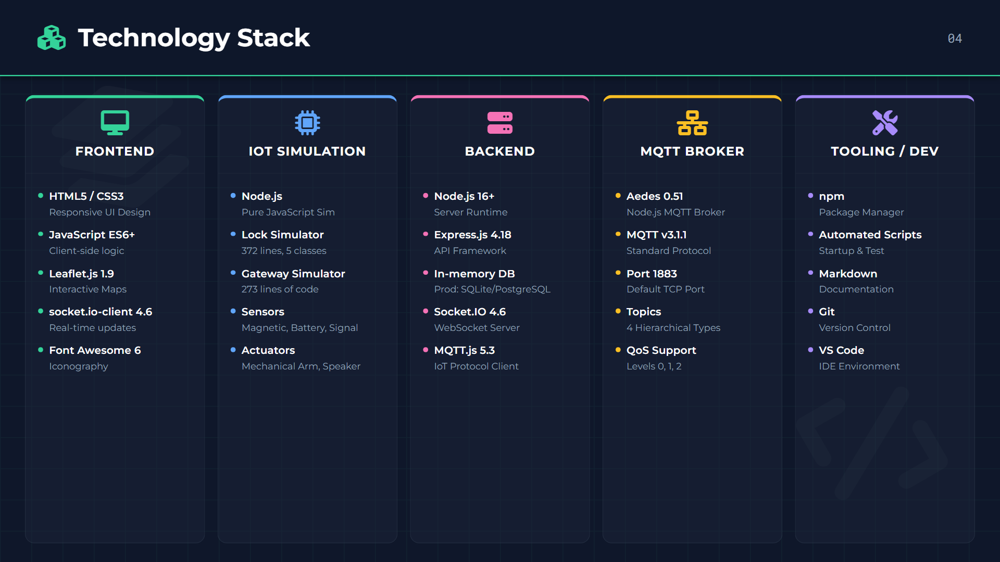 Technology Stack
04
FRONTEND
HTML5 / CSS3
Responsive UI Design
JavaScript ES6+
Client-side logic
Leaflet.js 1.9
Interactive Maps
socket.io-client 4.6
Real-time updates
Font Awesome 6
Iconography
IOT SIMULATION
Node.js
Pure JavaScript Sim
Lock Simulator
372 lines, 5 classes
Gateway Simulator
273 lines of code
Sensors
Magnetic, Battery, Signal
Actuators
Mechanical Arm, Speaker
BACKEND
Node.js 16+
Server Runtime
Express.js 4.18
API Framework
In-memory DB
Prod: SQLite/PostgreSQL
Socket.IO 4.6
WebSocket Server
MQTT.js 5.3
IoT Protocol Client
MQTT BROKER
Aedes 0.51
Node.js MQTT Broker
MQTT v3.1.1
Standard Protocol
Port 1883
Default TCP Port
Topics
4 Hierarchical Types
QoS Support
Levels 0, 1, 2
TOOLING / DEV
npm
Package Manager
Automated Scripts
Startup & Test
Markdown
Documentation
Git
Version Control
VS Code
IDE Environment